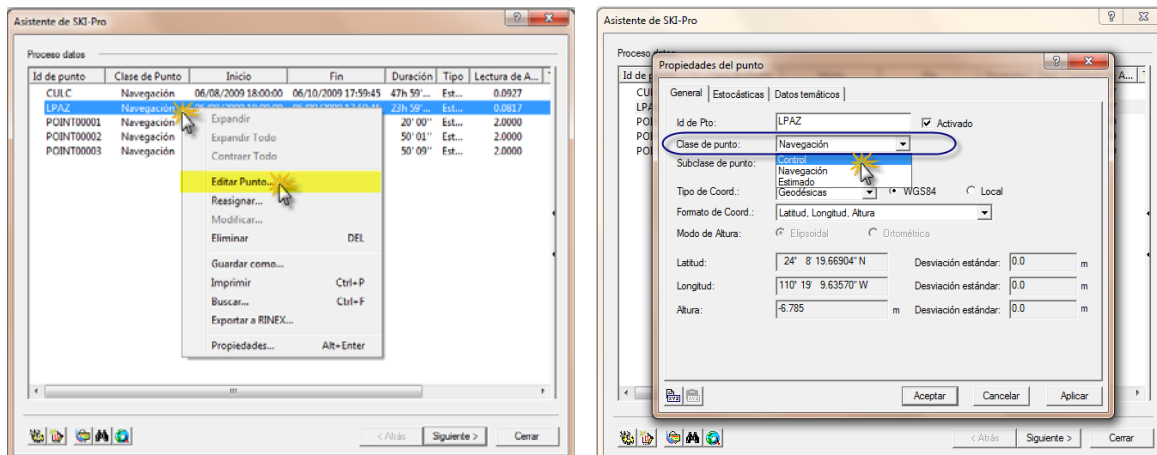 Asistente de SKI-Pro
Proceso datos
Id de punto Clase de Punto Inicio Fin Duración Tipo Lectura de A...
CULC Navegación 06/08/2009 18:00:00 06/10/2009 17:59:45 47h 59'... Est... 0.0927
LPAZ Navegación 23h 59'... Est... 0.0817
POINT00001 Navegación 20' 00" Est... 2.0000
POINT00002 Navegación 50' 01" Est... 2.0000
POINT00003 Navegación 50' 09" Est... 2.0000
Expandir
Expandir Todo
Contraer Todo
Editar Punto...
Reasignar...
Modificar...
Eliminar DEL
Guardar como...
Imprimir Ctrl+P
Buscar... Ctrl+F
Exportar a RINEX...
Propiedades... Alt+Enter
< Atrás Siguiente > Cerrar
Asistente de SKI-Pro
Proceso
Id de
A...
CU
LPA
POI
POI
POI
Propiedades del punto
General Estocásticas Datos temáticos
Id de Pto: LPAZ Activado
Clase de punto: Navegación
Control
Navegación
Estimado
Subclase de punto:
Tipo de Coord.: Geodésicas WGS84 Local
Formato de Coord.: Latitud, Longitud, Altura
Modo de Altura: Elipsoidal Ortométrica
Latitud: 24° 8' 19.66904" N Desviación estándar: 0.0 m
Longitud: 110° 19' 9.63570" W Desviación estándar: 0.0 m
Altura: -6.785 m Desviación estándar: 0.0 m
Aceptar Cancelar Aplicar
< Atrás Siguiente > Cerrar